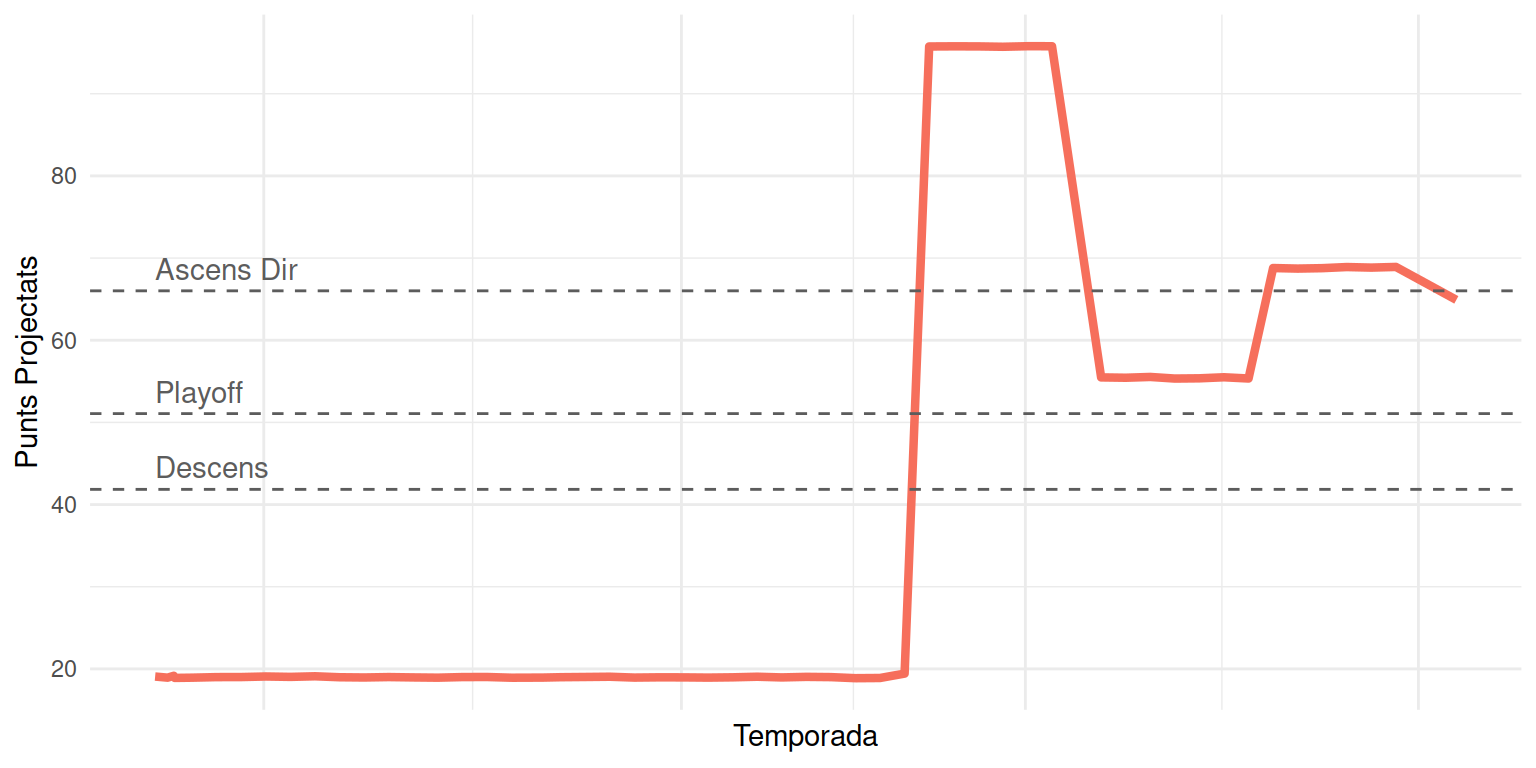 80
60
40
20
Punts Projectats
Ascens Dir
Playoff
Descens
Temporada